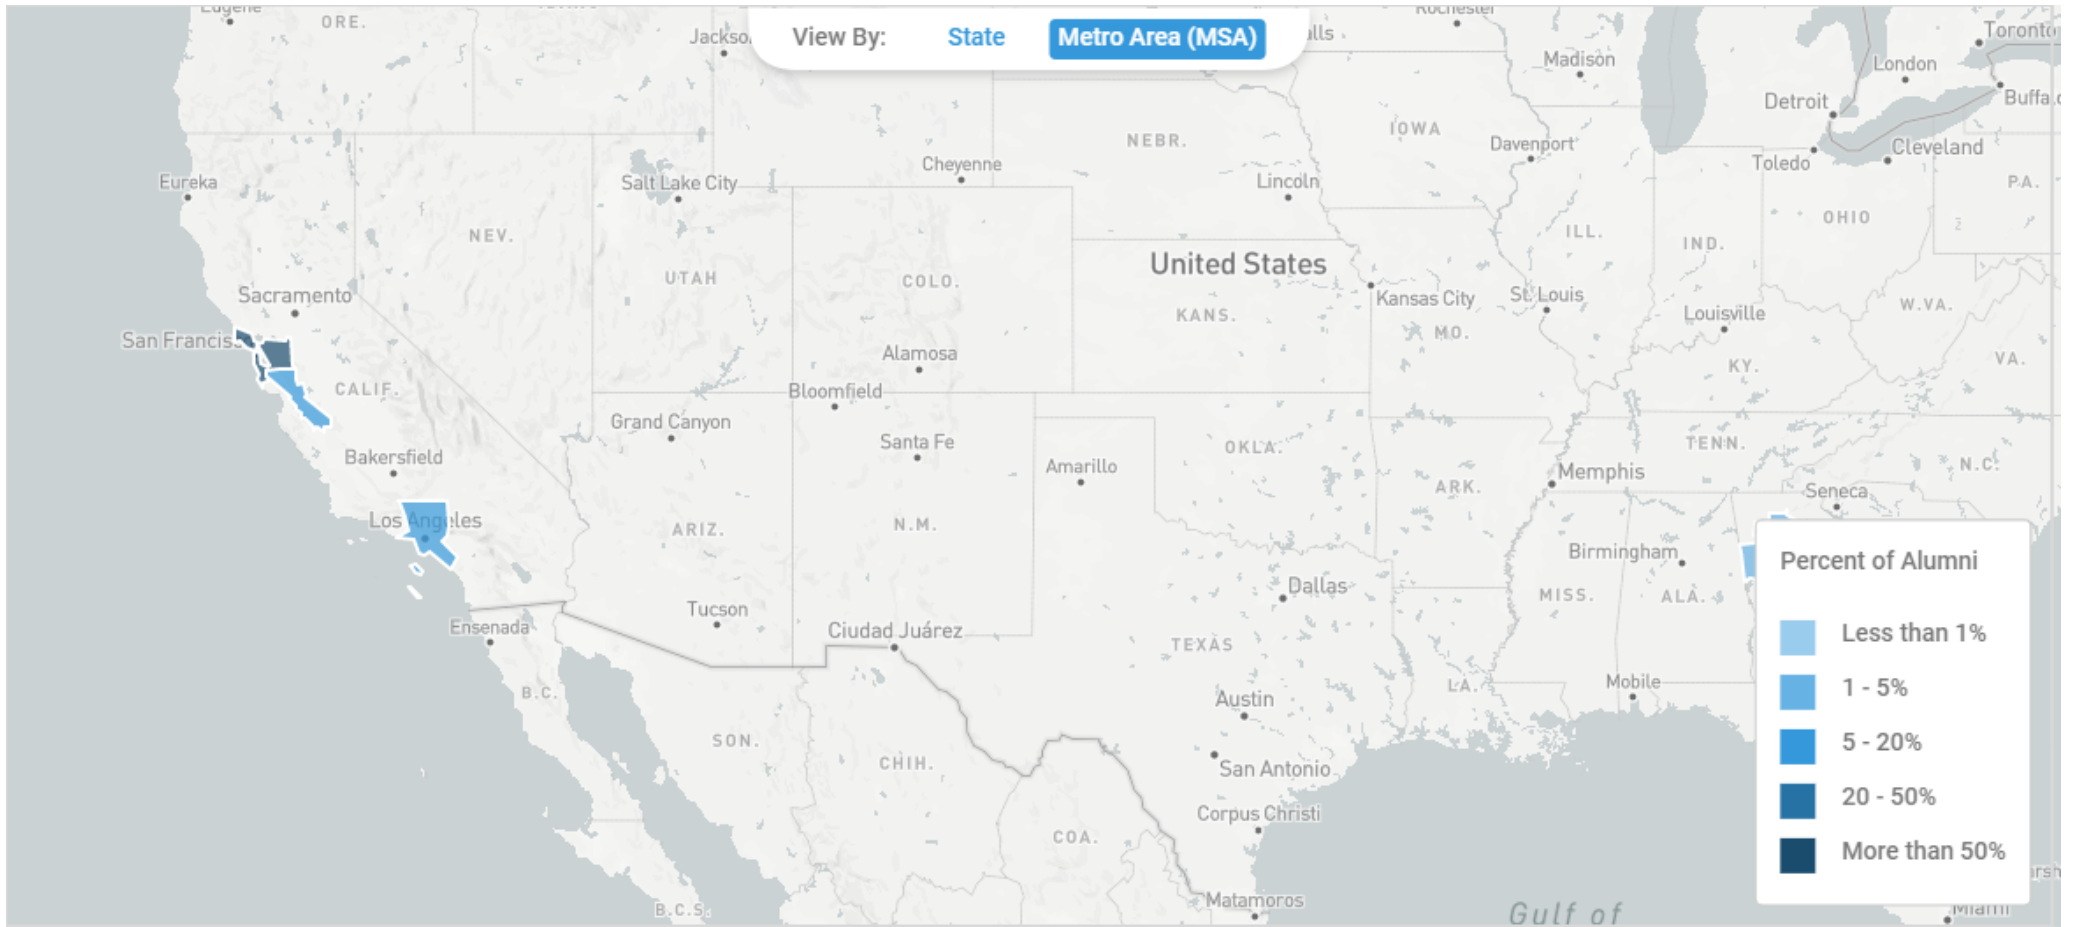 Eugene
ORE.
Rochester
Toronto
View By:
State
Metro Area (MSA)
Madison
London
Detroit
IOWA
NEBR.
Davenport
Toledo
Cleveland
Cheyenne
Eureka
Salt Lake City
Lincoln
PA.
OHIO
NEV.
ILL.
IND.
United States
UTAH
COLO.
Sacramento
Kansas City
St. Louis
KANS.
MO.
Louisville
W.VA.
San Francisc
Alamosa
VA.
KY.
CALIF.
Bloomfield
Grand Canyon
Santa Fe
OKLA.
TENN.
Bakersfield
Amarillo
Memphis
N.C.
ARK.
Seneca
Los Angeles
ARIZ.
N.M.
Birmingham
Dallas
MISS.
ALA.
Tucson
Ensenada
Ciudad Juárez
TEXAS
B.C.
LA.
Mobile
Austin
SON.
CHIH.
San Antonio
Corpus Christi
COA.
Matamoros
B.C.S.
Gulf of
Miami
Percent of Alumni
Less than 1%
1 - 5%
5 - 20%
20 - 50%
More than 50%